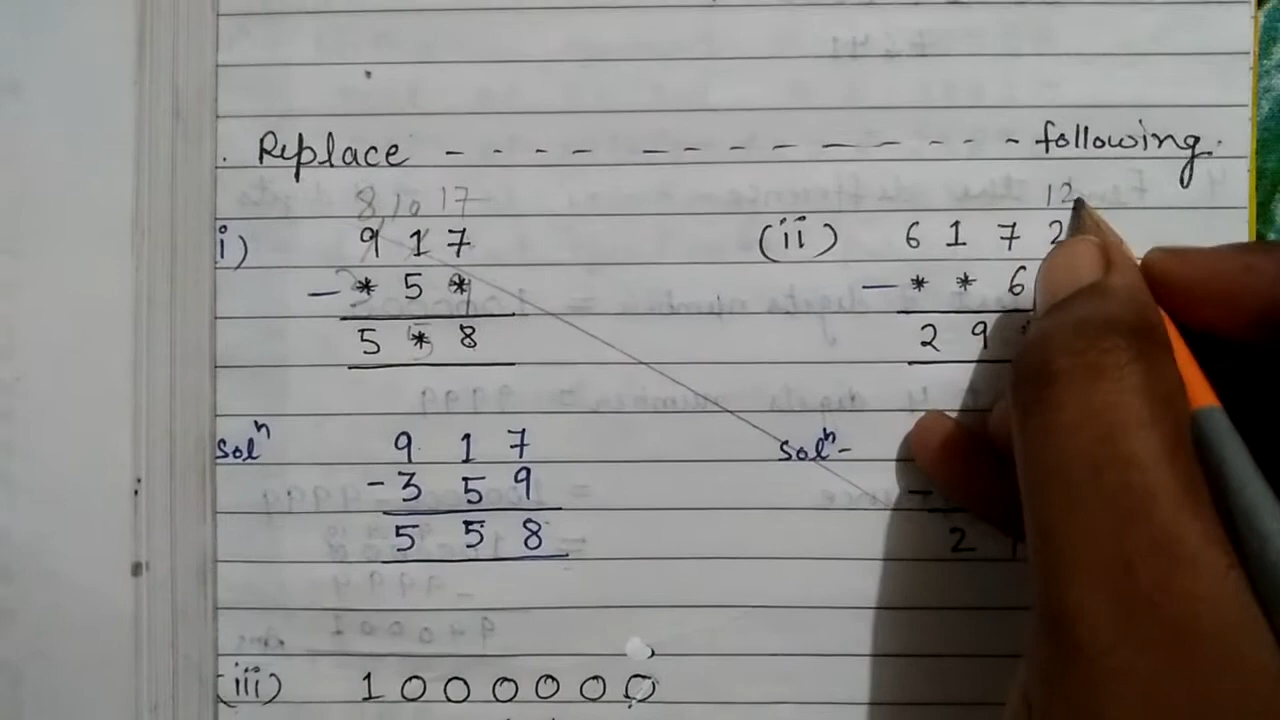 . Replace - - - - - - - - - - - - - following.
8 10 17 12
i) 9 1 7 (ii) 6 1 7 2
- * 5 * - * * 6
5 * 8 2 9
Solⁿ 9 1 7 Solⁿ-
- 3 5 9 -
5 5 8 2
(iii) 1 0 0 0 0 0 0